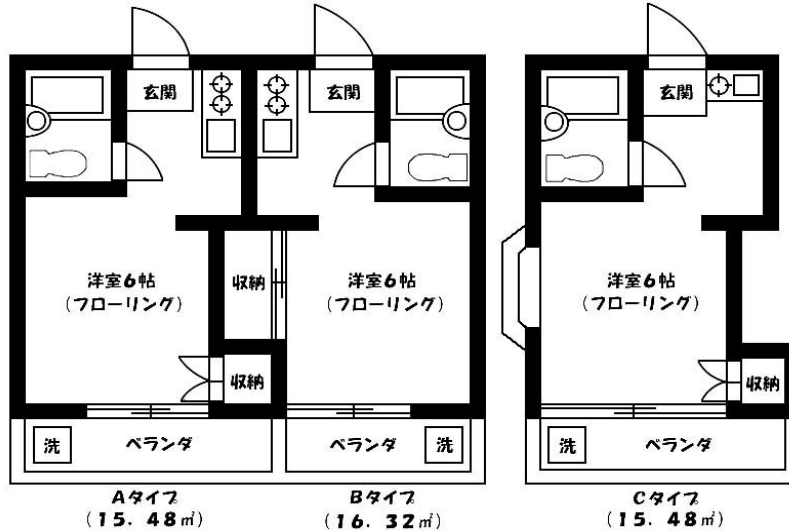 玄関
玄関
玄関
洋室6帖
(フローリング)
収納
洋室6帖
(フローリング)
洋室6帖
(フローリング)
収納
収納
洗
ベランダ
ベランダ
洗
洗
ベランダ
Aタイプ
(15.48㎡)
Bタイプ
(16.32㎡)
Cタイプ
(15.48㎡)